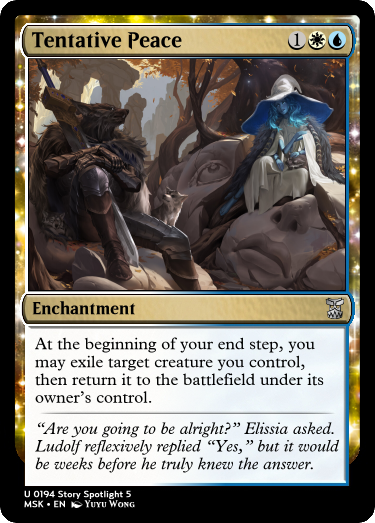 Tentative Peace 1
Enchantment
At the beginning of your end step, you
may exile target creature you control,
then return it to the battlefield under its
owner's control.
“Are you going to be alright?” Elissia asked.
Ludolf reflexively replied “Yes,” but it would
be weeks before he truly knew the answer.
U 0194 Story Spotlight 5
MSK • EN Yuyu Wong